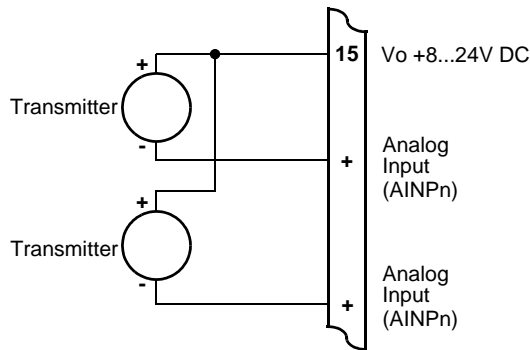 +
15 Vo +8...24V DC
Transmitter
-
+
Analog
Input
(AINPn)
+
Transmitter
-
+
Analog
Input
(AINPn)